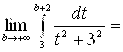 lim b→+∞ ∫₃^{b+2} dt/(t² + 3²) =